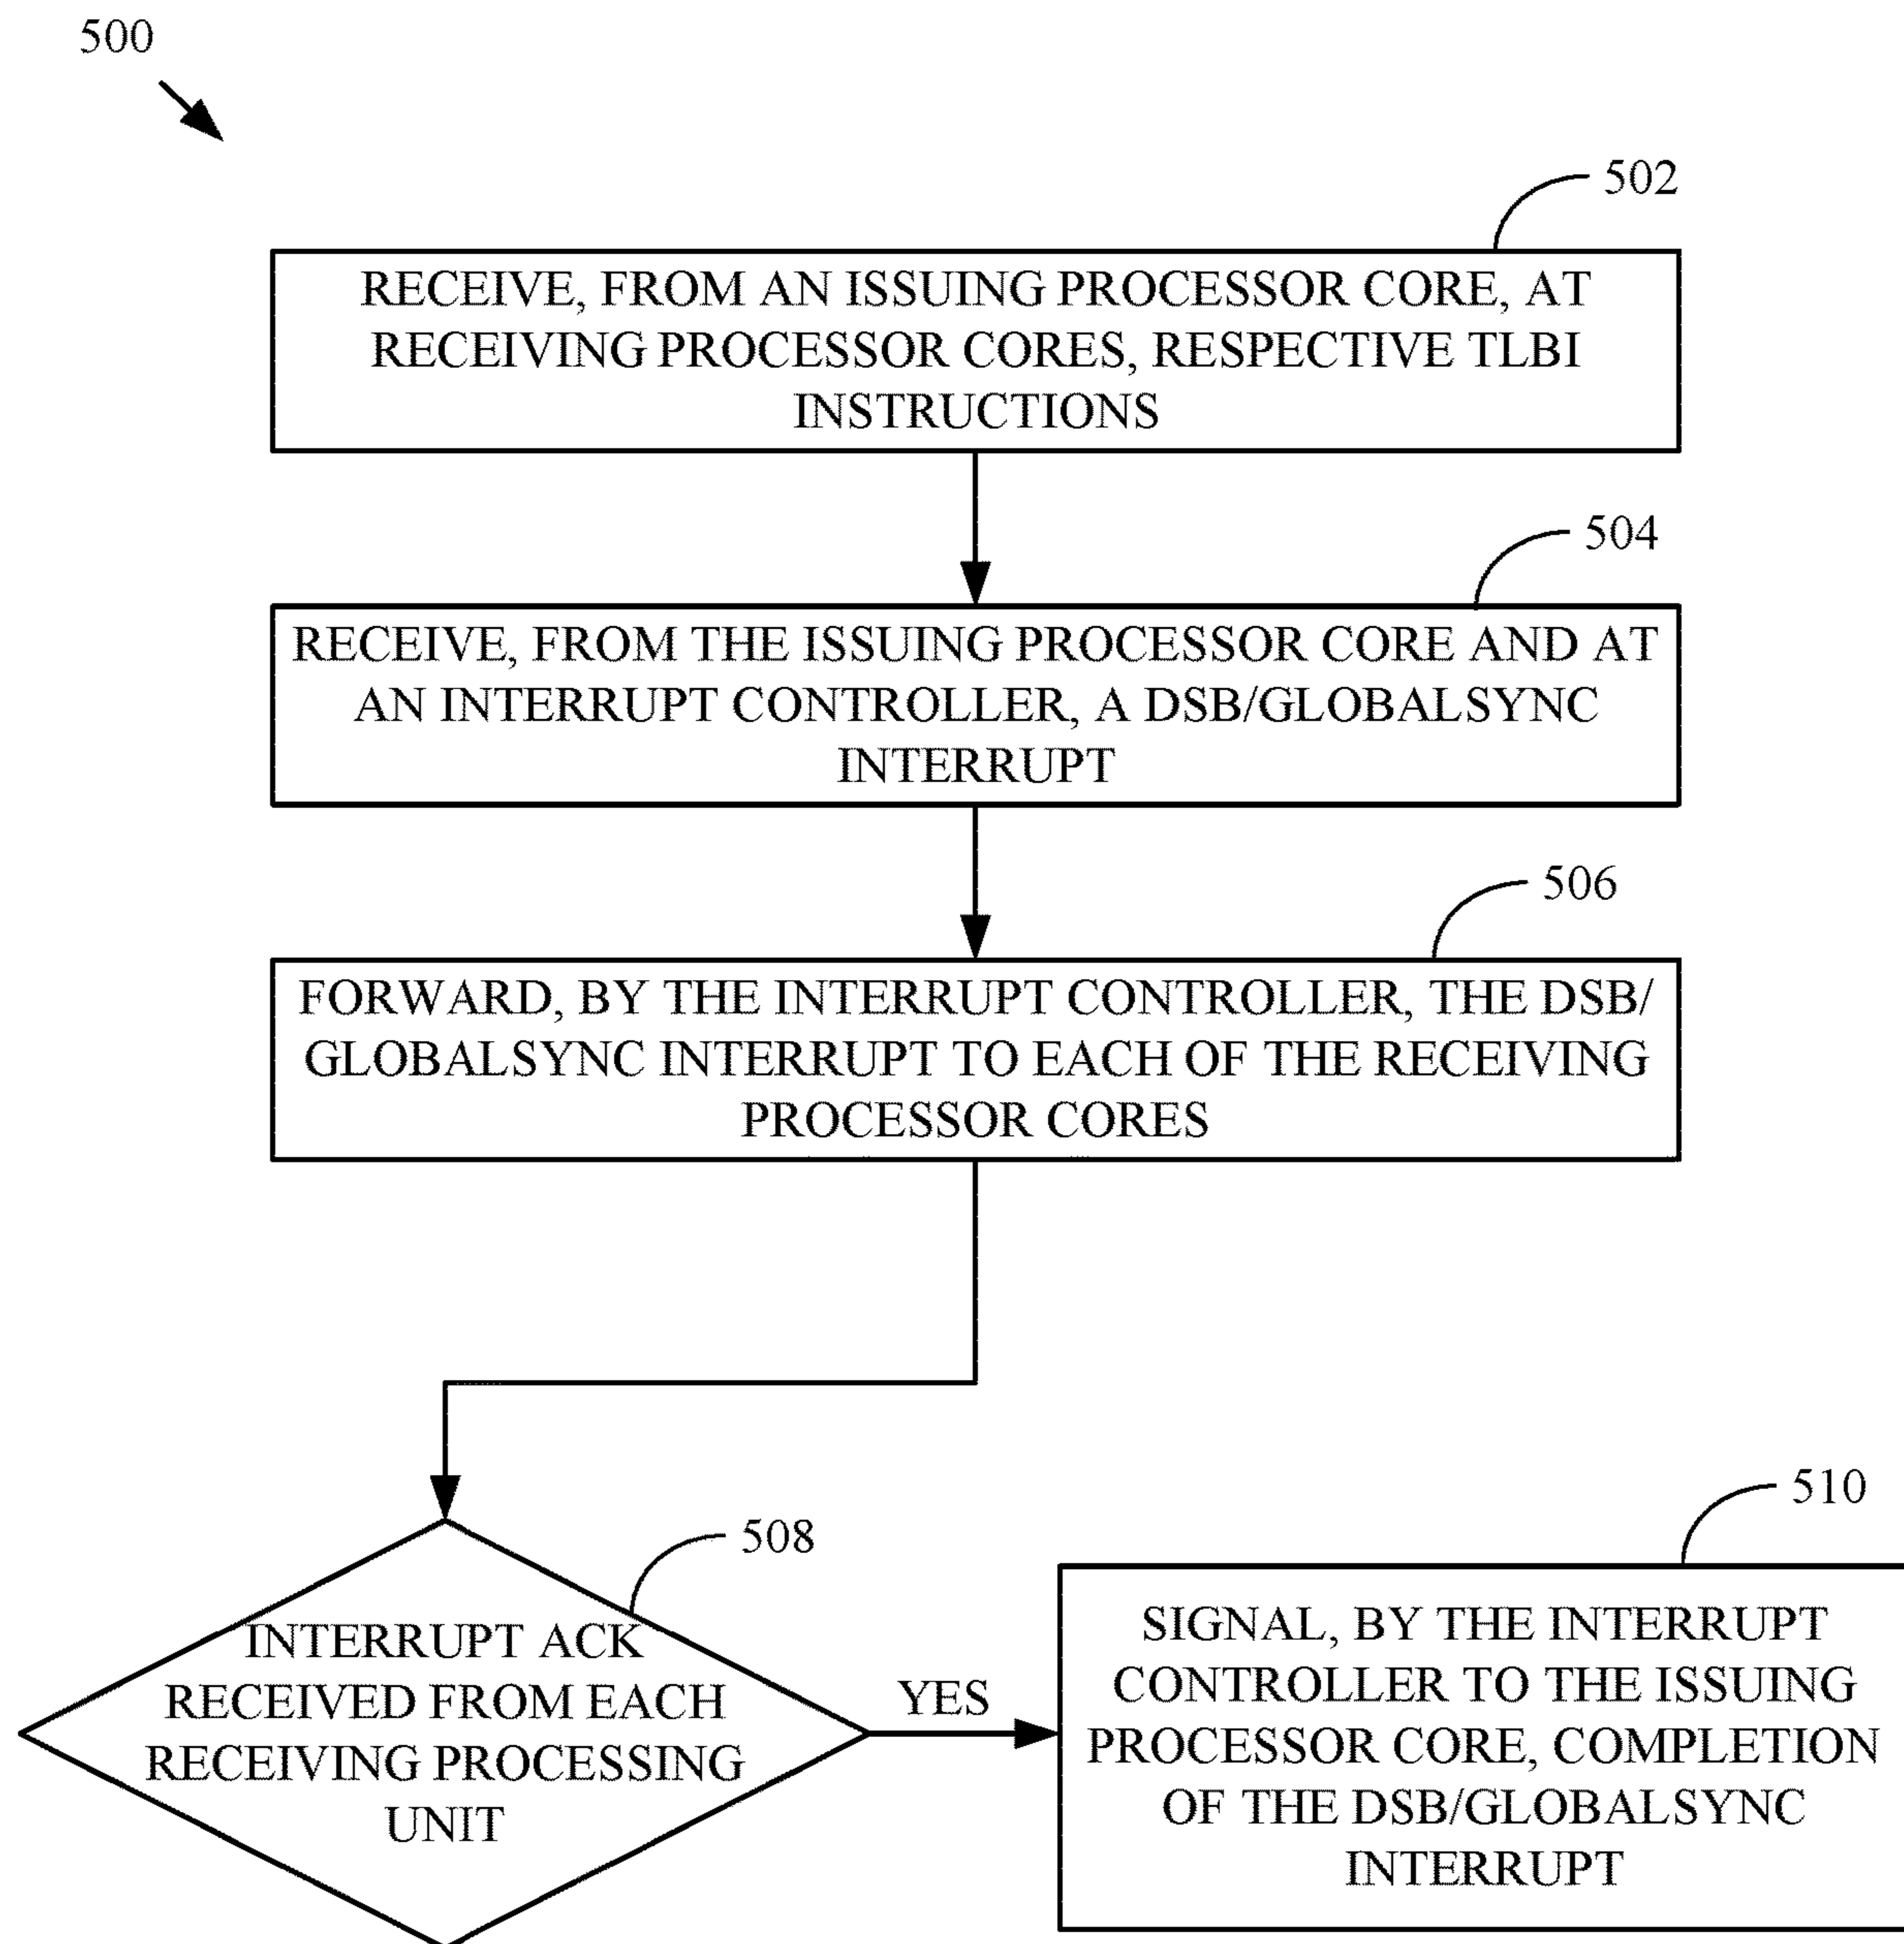 500
502
RECEIVE, FROM AN ISSUING PROCESSOR CORE, AT
RECEIVING PROCESSOR CORES, RESPECTIVE TLBI
INSTRUCTIONS
504
RECEIVE, FROM THE ISSUING PROCESSOR CORE AND AT
AN INTERRUPT CONTROLLER, A DSB/GLOBALSYNC
INTERRUPT
506
FORWARD, BY THE INTERRUPT CONTROLLER, THE DSB/
GLOBALSYNC INTERRUPT TO EACH OF THE RECEIVING
PROCESSOR CORES
508
INTERRUPT ACK
RECEIVED FROM EACH
RECEIVING PROCESSING
UNIT
YES
510
SIGNAL, BY THE INTERRUPT
CONTROLLER TO THE ISSUING
PROCESSOR CORE, COMPLETION
OF THE DSB/GLOBALSYNC
INTERRUPT